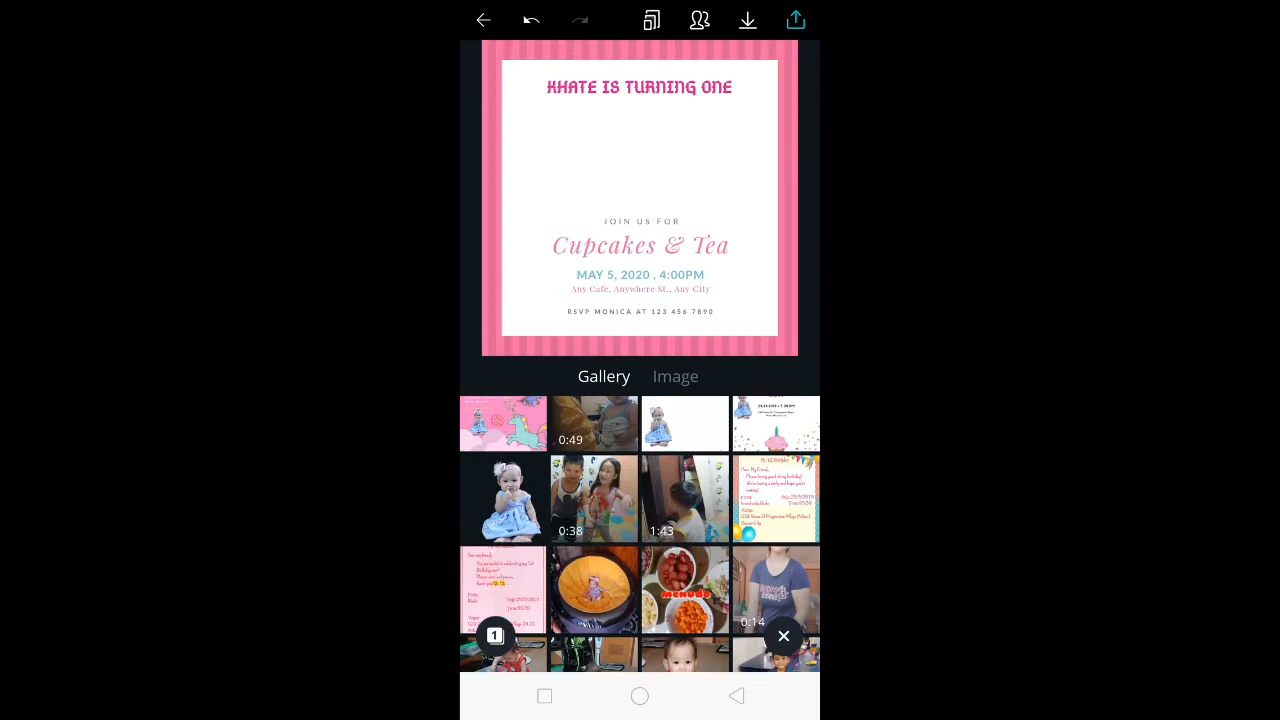 KHATE IS TURNING ONE
JOIN US FOR
Cupcakes & Tea
MAY 5, 2020 , 4:00PM
Any Cafe, Anywhere St., Any City
RSVP MONICA AT 123 456 7890
Gallery Image
0:49
0:38
1:43
menudo
0:14
1